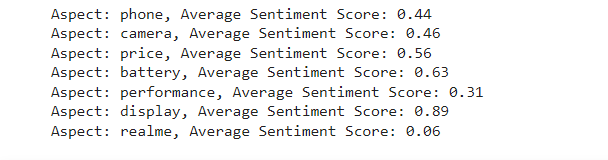 Aspect: phone, Average Sentiment Score: 0.44
Aspect: camera, Average Sentiment Score: 0.46
Aspect: price, Average Sentiment Score: 0.56
Aspect: battery, Average Sentiment Score: 0.63
Aspect: performance, Average Sentiment Score: 0.31
Aspect: display, Average Sentiment Score: 0.89
Aspect: realme, Average Sentiment Score: 0.06